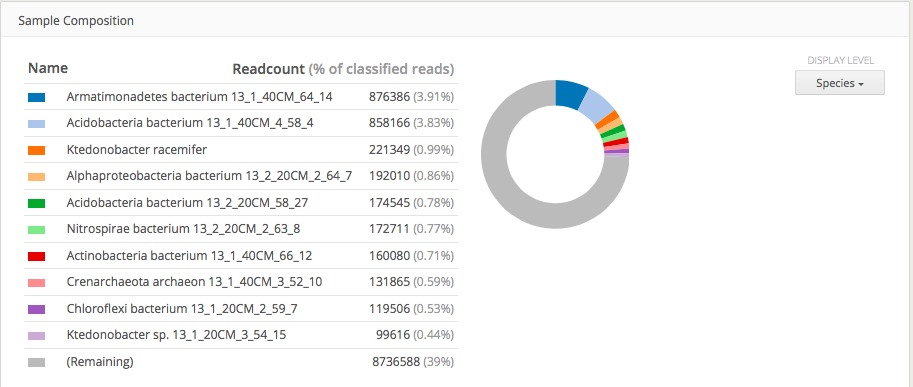 Sample Composition
DISPLAY LEVEL
Species
Name Readcount (% of classified reads)
Armatimonadetes bacterium 13_1_40CM_64_14 876386 (3.91%)
Acidobacteria bacterium 13_1_40CM_4_58_4 858166 (3.83%)
Ktedonobacter racemifer 221349 (0.99%)
Alphaproteobacteria bacterium 13_2_20CM_2_64_7 192010 (0.86%)
Acidobacteria bacterium 13_2_20CM_58_27 174545 (0.78%)
Nitrospirae bacterium 13_2_20CM_2_63_8 172711 (0.77%)
Actinobacteria bacterium 13_1_40CM_66_12 160080 (0.71%)
Crenarchaeota archaeon 13_1_40CM_3_52_10 131865 (0.59%)
Chloroflexi bacterium 13_1_20CM_2_59_7 119506 (0.53%)
Ktedonobacter sp. 13_1_20CM_3_54_15 99616 (0.44%)
(Remaining) 8736588 (39%)